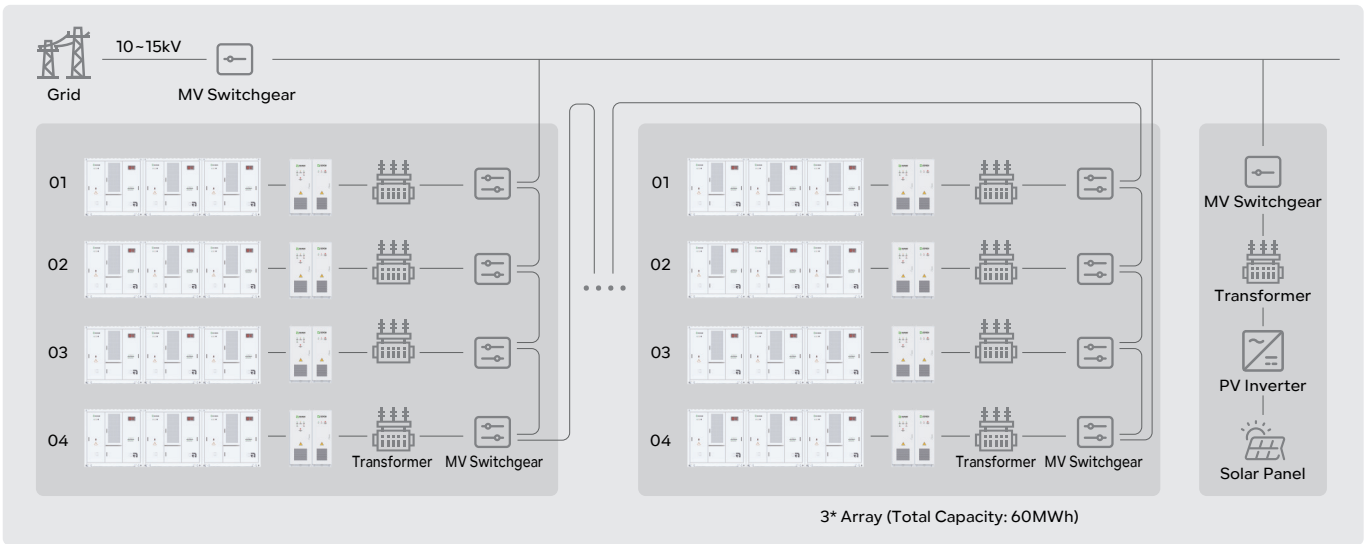 10~15kV
Grid
MV Switchgear
01
02
03
04
Transformer MV Switchgear
01
02
03
04
Transformer MV Switchgear
3* Array (Total Capacity: 60MWh)
MV Switchgear
Transformer
PV Inverter
Solar Panel